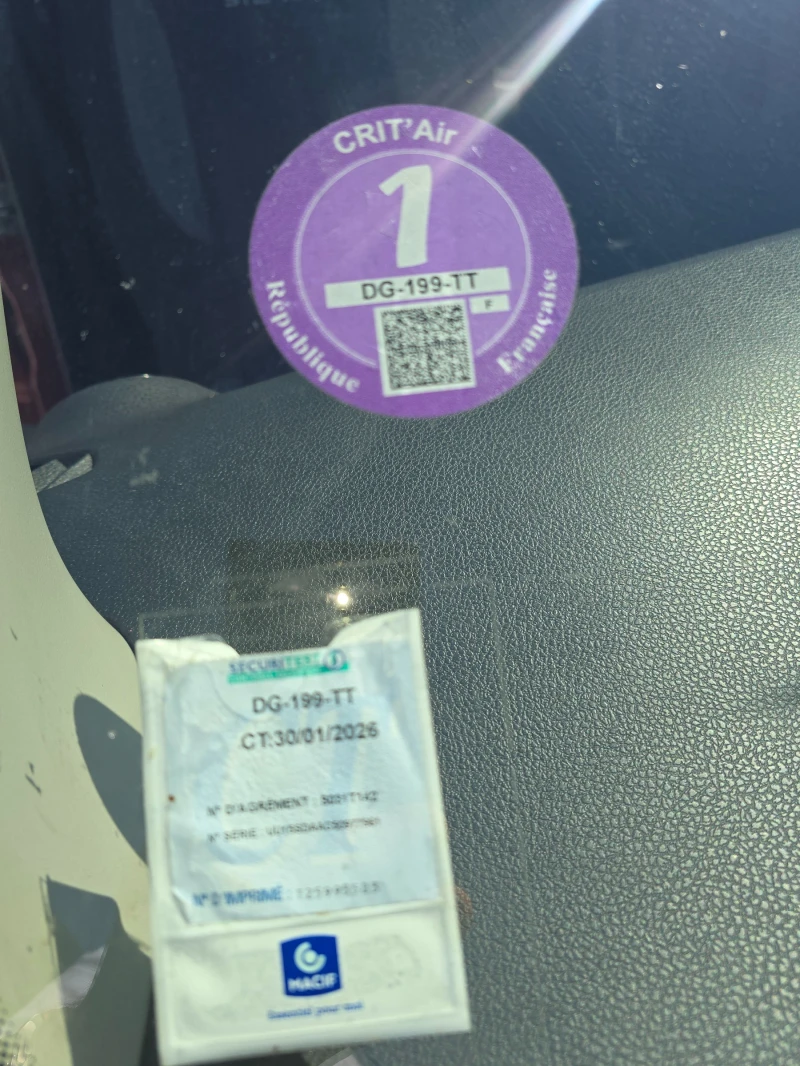 CRIT'Air
1
DG-199-TT
F
République Française
SECURITEST
DG-199-TT
CT:30/01/2026
N° D'AGRÉMENT :
N° SÉRIE :
N° D'IMPRIMÉ :
MACIF